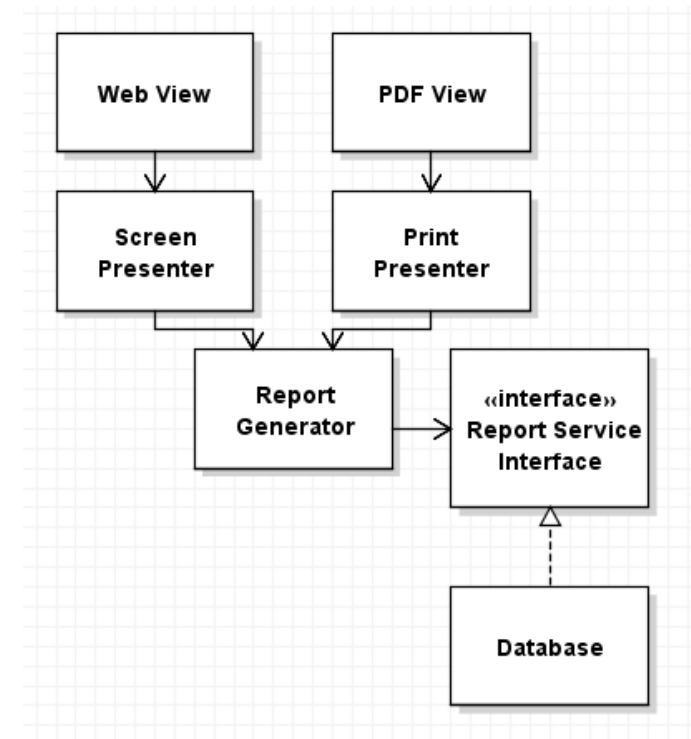 Web View
PDF View
Screen
Presenter
Print
Presenter
Report
Generator
«interface»
Report Service
Interface
Database